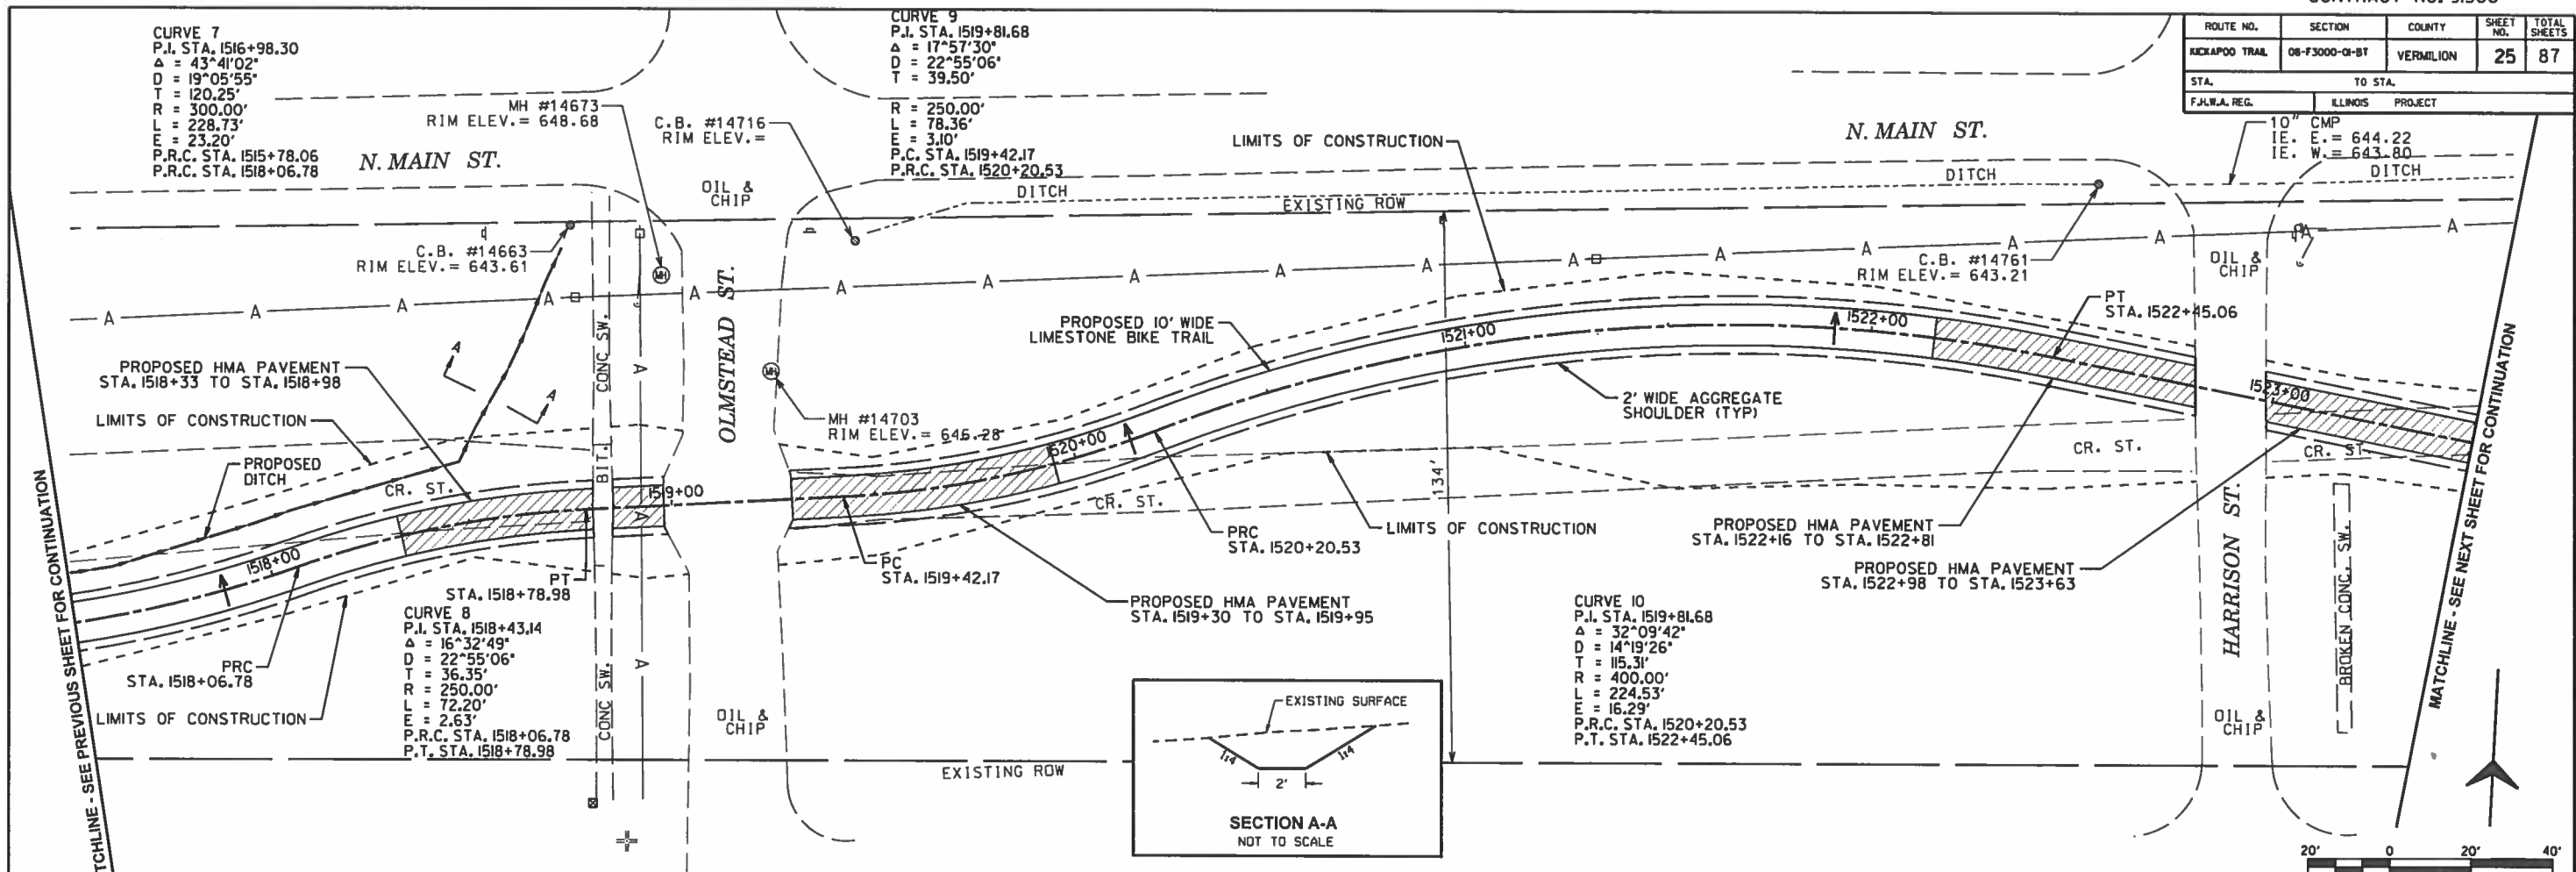 ROUTE NO.
SECTION
COUNTY
SHEET NO.
TOTAL SHEETS
KICKAPOO TRAIL
08-F3000-01-BT
VERMILION
25
87
STA.
TO STA.
F.H.W.A. REG.
ILLINOIS
PROJECT
CURVE 7
P.I. STA. 1516+98.30
Δ = 43^41'02"
D = 19^05'55"
T = 120.25'
R = 300.00'
L = 228.73'
E = 23.20'
P.R.C. STA. 1515+78.06
P.R.C. STA. 1518+06.78
CURVE 9
P.I. STA. 1519+81.68
Δ = 17^57'30"
D = 22^55'06"
T = 39.50'
R = 250.00'
L = 78.36'
E = 3.10'
P.C. STA. 1519+42.17
P.R.C. STA. 1520+20.53
N. MAIN ST.
MH #14673
RIM ELEV.= 648.68
C.B. #14716
RIM ELEV.=
OIL &
CHIP
LIMITS OF CONSTRUCTION
N. MAIN ST.
10" CMP
IE. E.= 644.22
IE. W.= 643.80
DITCH
DITCH
DITCH
EXISTING ROW
C.B. #14663
RIM ELEV.= 643.61
C.B. #14761
RIM ELEV.= 643.21
OIL &
CHIP
A A A A A A A A A A A A A A A A A
PT
STA. 1522+45.06
PROPOSED 10' WIDE
LIMESTONE BIKE TRAIL
1521+00
1522+00
1523+00
PROPOSED HMA PAVEMENT
STA. 1518+33 TO STA. 1518+98
A
A
CONC SW.
BIT.
A
OLMSTEAD ST.
MH
MH
MH #14703
RIM ELEV.= 646.28
2' WIDE AGGREGATE
SHOULDER (TYP)
LIMITS OF CONSTRUCTION
PROPOSED
DITCH
CR. ST.
1518+00
1519+00
1520+00
CR. ST.
134'
CR. ST.
CR. ST.
LIMITS OF CONSTRUCTION
PRC
STA. 1520+20.53
PC
STA. 1519+42.17
PT
STA. 1518+78.98
PROPOSED HMA PAVEMENT
STA. 1522+16 TO STA. 1522+81
PROPOSED HMA PAVEMENT
STA. 1522+98 TO STA. 1523+63
PROPOSED HMA PAVEMENT
STA. 1519+30 TO STA. 1519+95
HARRISON ST.
BROKEN CONC. SW.
CURVE 8
P.I. STA. 1518+43.14
Δ = 16^32'49"
D = 22^55'06"
T = 36.35'
R = 250.00'
L = 72.20'
E = 2.63'
P.R.C. STA. 1518+06.78
P.T. STA. 1518+78.98
PRC
STA. 1518+06.78
LIMITS OF CONSTRUCTION
CONC SW.
A
A
OIL &
CHIP
CURVE 10
P.I. STA. 1519+81.68
Δ = 32^09'42"
D = 14^19'26"
T = 115.31'
R = 400.00'
L = 224.53'
E = 16.29'
P.R.C. STA. 1520+20.53
P.T. STA. 1522+45.06
OIL &
CHIP
EXISTING ROW
EXISTING SURFACE
1:4
1:4
2'
SECTION A-A
NOT TO SCALE
TCHLINE - SEE PREVIOUS SHEET FOR CONTINUATION
MATCHLINE - SEE NEXT SHEET FOR CONTINUATION
20' 0 20' 40'